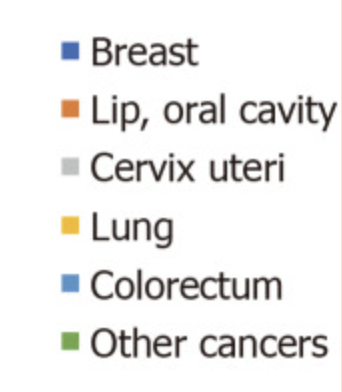 Breast
Lip, oral cavity
Cervix uteri
Lung
Colorectum
Other cancers